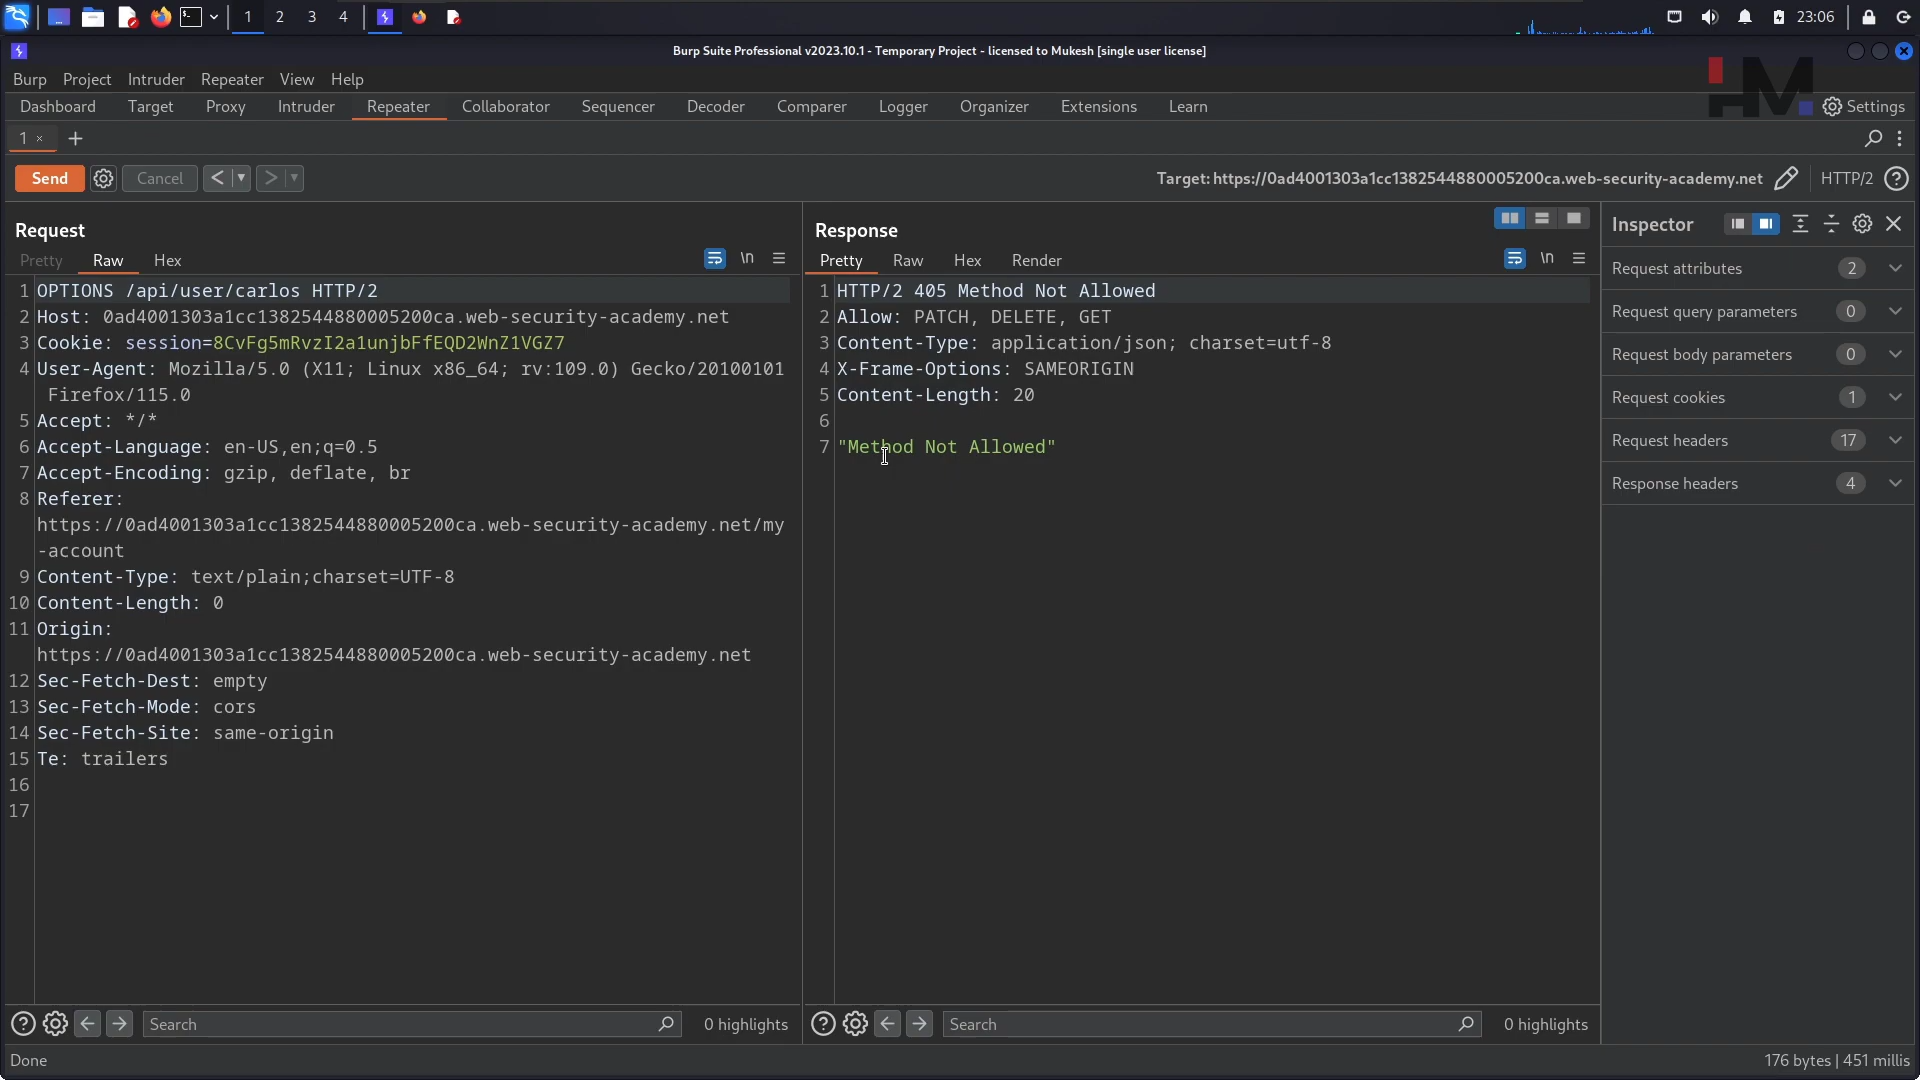 1 2 3 4 23:06
Burp Suite Professional v2023.10.1 - Temporary Project - licensed to Mukesh [single user license]
Burp Project Intruder Repeater View Help
HM
Dashboard Target Proxy Intruder Repeater Collaborator Sequencer Decoder Comparer Logger Organizer Extensions Learn Settings
1 × +
Send Cancel < > Target: https://0ad4001303a1cc1382544880005200ca.web-security-academy.net HTTP/2 ?
Request
Pretty Raw Hex \n
1 OPTIONS /api/user/carlos HTTP/2
2 Host: 0ad4001303a1cc1382544880005200ca.web-security-academy.net
3 Cookie: session=8CvFg5mRvzI2a1unjbFfEQD2WnZ1VGZ7
4 User-Agent: Mozilla/5.0 (X11; Linux x86_64; rv:109.0) Gecko/20100101
Firefox/115.0
5 Accept: */*
6 Accept-Language: en-US,en;q=0.5
7 Accept-Encoding: gzip, deflate, br
8 Referer:
https://0ad4001303a1cc1382544880005200ca.web-security-academy.net/my
-account
9 Content-Type: text/plain;charset=UTF-8
10 Content-Length: 0
11 Origin:
https://0ad4001303a1cc1382544880005200ca.web-security-academy.net
12 Sec-Fetch-Dest: empty
13 Sec-Fetch-Mode: cors
14 Sec-Fetch-Site: same-origin
15 Te: trailers
16
17
Search 0 highlights
Response
Pretty Raw Hex Render \n
1 HTTP/2 405 Method Not Allowed
2 Allow: PATCH, DELETE, GET
3 Content-Type: application/json; charset=utf-8
4 X-Frame-Options: SAMEORIGIN
5 Content-Length: 20
6
7 "Method Not Allowed"
Search 0 highlights
Inspector
Request attributes 2
Request query parameters 0
Request body parameters 0
Request cookies 1
Request headers 17
Response headers 4
Done 176 bytes | 451 millis